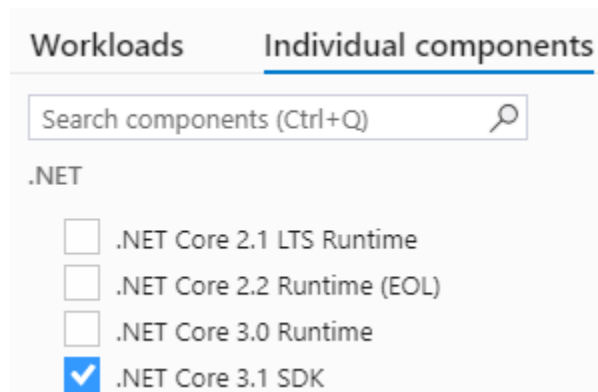 Workloads Individual components
Search components (Ctrl+Q)
.NET
.NET Core 2.1 LTS Runtime
.NET Core 2.2 Runtime (EOL)
.NET Core 3.0 Runtime
.NET Core 3.1 SDK